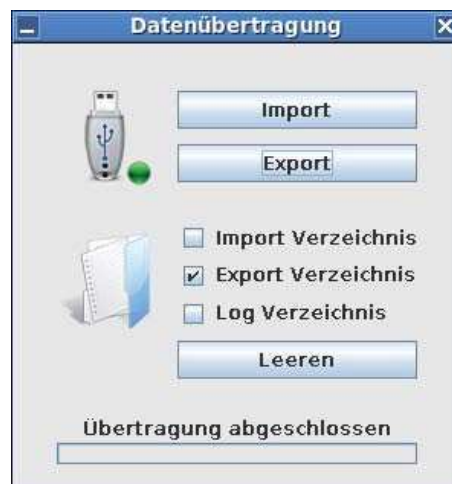 Datenübertragung
Import
Export
Import Verzeichnis
Export Verzeichnis
Log Verzeichnis
Leeren
Übertragung abgeschlossen